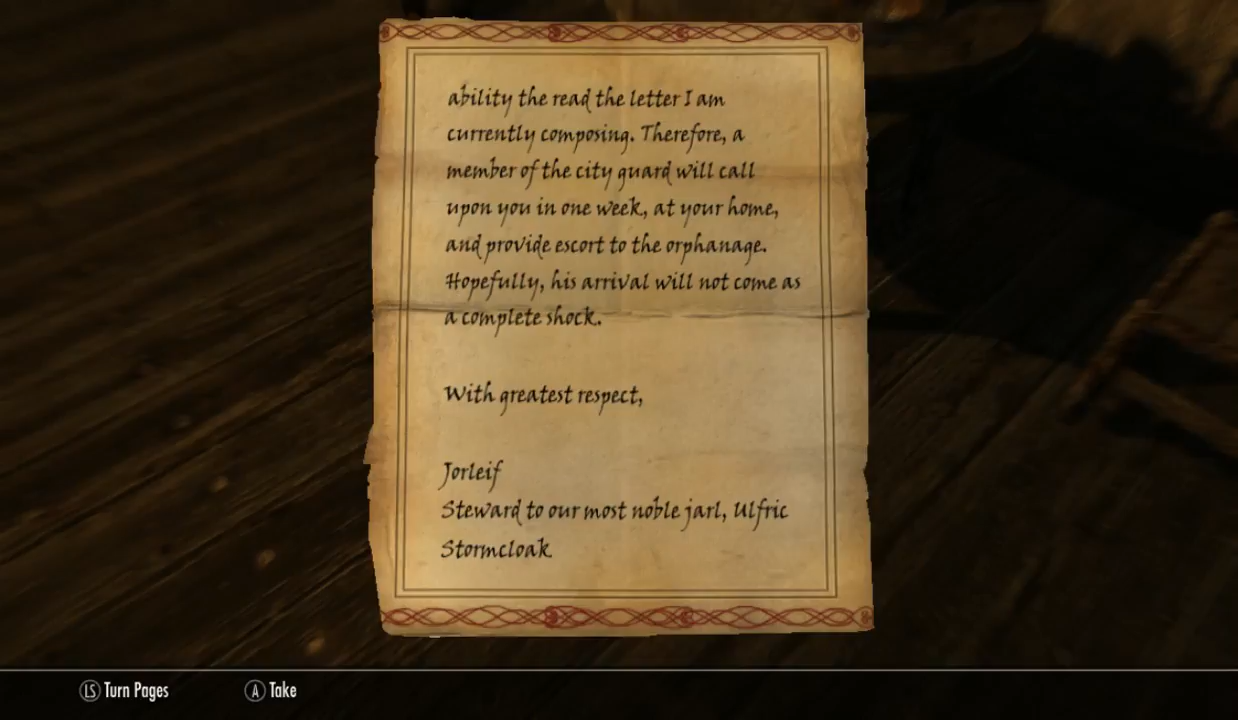 ability the read the letter I am
currently composing. Therefore, a
member of the city guard will call
upon you in one week, at your home,
and provide escort to the orphanage.
Hopefully, his arrival will not come as
a complete shock.
With greatest respect,
Jorleif
Steward to our most noble jarl, Ulfric
Stormcloak
LS Turn Pages A Take